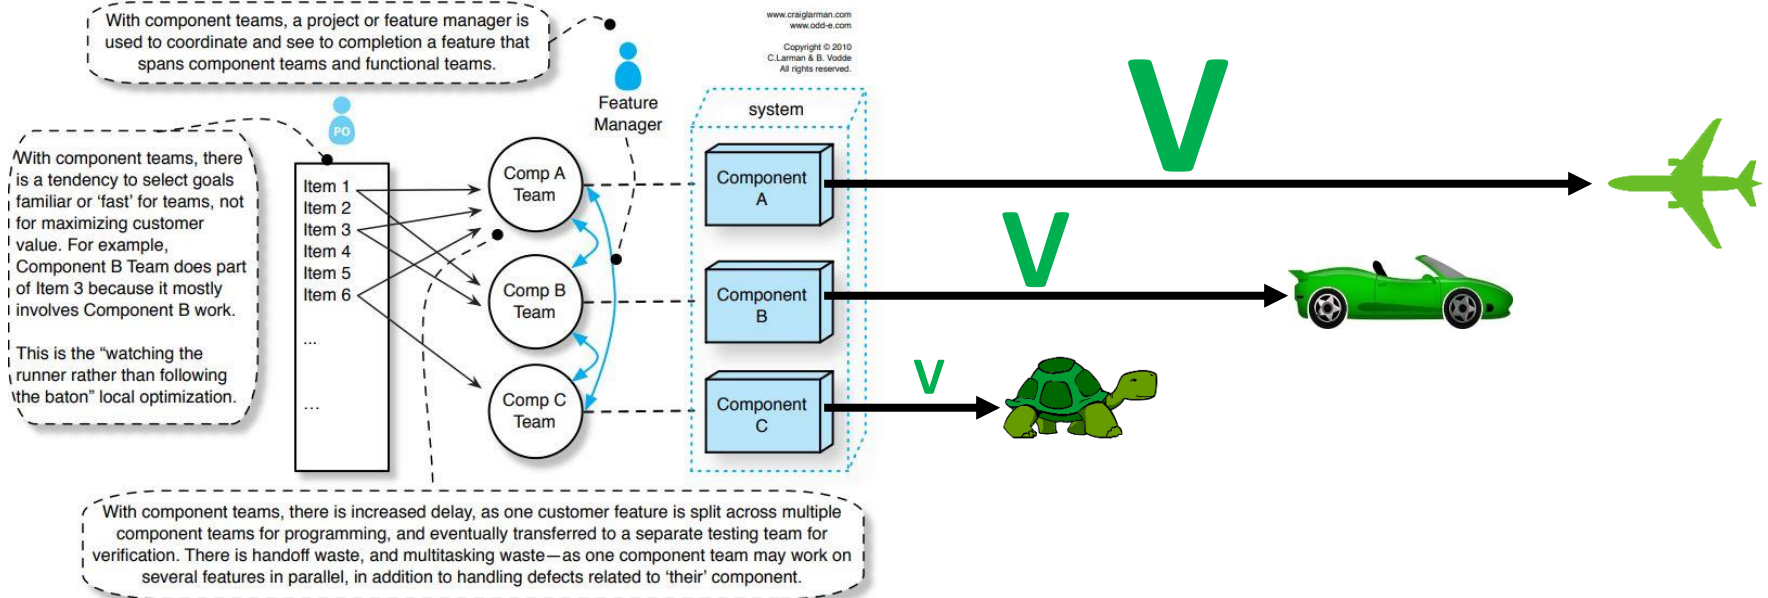 With component teams, a project or feature manager is
used to coordinate and see to completion a feature that
spans component teams and functional teams.
www.craiglarman.com
www.odd-e.com
Copyright © 2010
C.Larman & B. Vodde
All rights reserved.
PO
Feature
Manager
system
With component teams, there
is a tendency to select goals
familiar or ‘fast’ for teams, not
for maximizing customer
value. For example,
Component B Team does part
of Item 3 because it mostly
involves Component B work.
This is the “watching the
runner rather than following
the baton” local optimization.
Item 1
Item 2
Item 3
Item 4
Item 5
Item 6
...
...
Comp A
Team
Comp B
Team
Comp C
Team
Component
A
Component
B
Component
C
V
V
V
With component teams, there is increased delay, as one customer feature is split across multiple
component teams for programming, and eventually transferred to a separate testing team for
verification. There is handoff waste, and multitasking waste—as one component team may work on
several features in parallel, in addition to handling defects related to ‘their’ component.